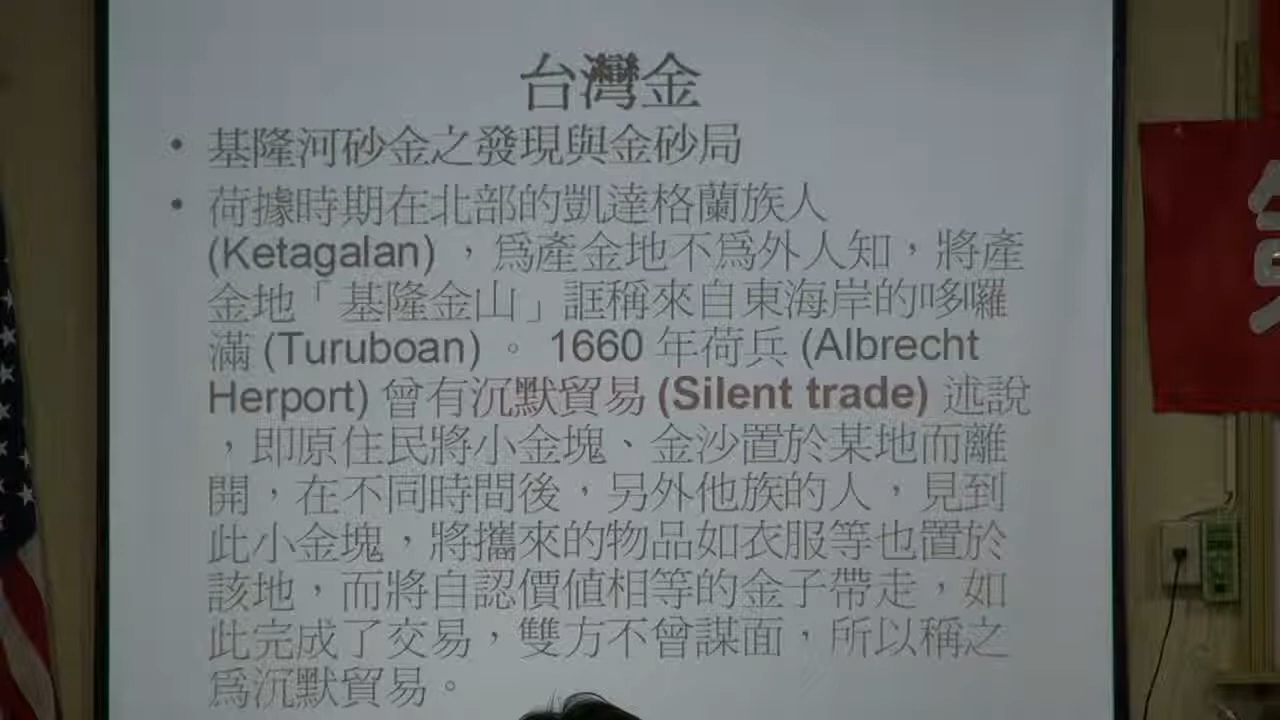 台灣金
• 基隆河砂金之發現與金砂局
• 荷據時期在北部的凱達格蘭族人
(Ketagalan) ，為產金地不為外人知，將產
金地「基隆金山」誆稱來自東海岸的哆囉
滿 (Turuboan) 。 1660 年荷兵 (Albrecht
Herport) 曾有沉默貿易 (Silent trade) 述說
，即原住民將小金塊、金沙置於某地而離
開，在不同時間後，另外他族的人，見到
此小金塊，將攜來的物品如衣服等也置於
該地，而將自認價值相等的金子帶走，如
此完成了交易，雙方不曾謀面，所以稱之
為沉默貿易。